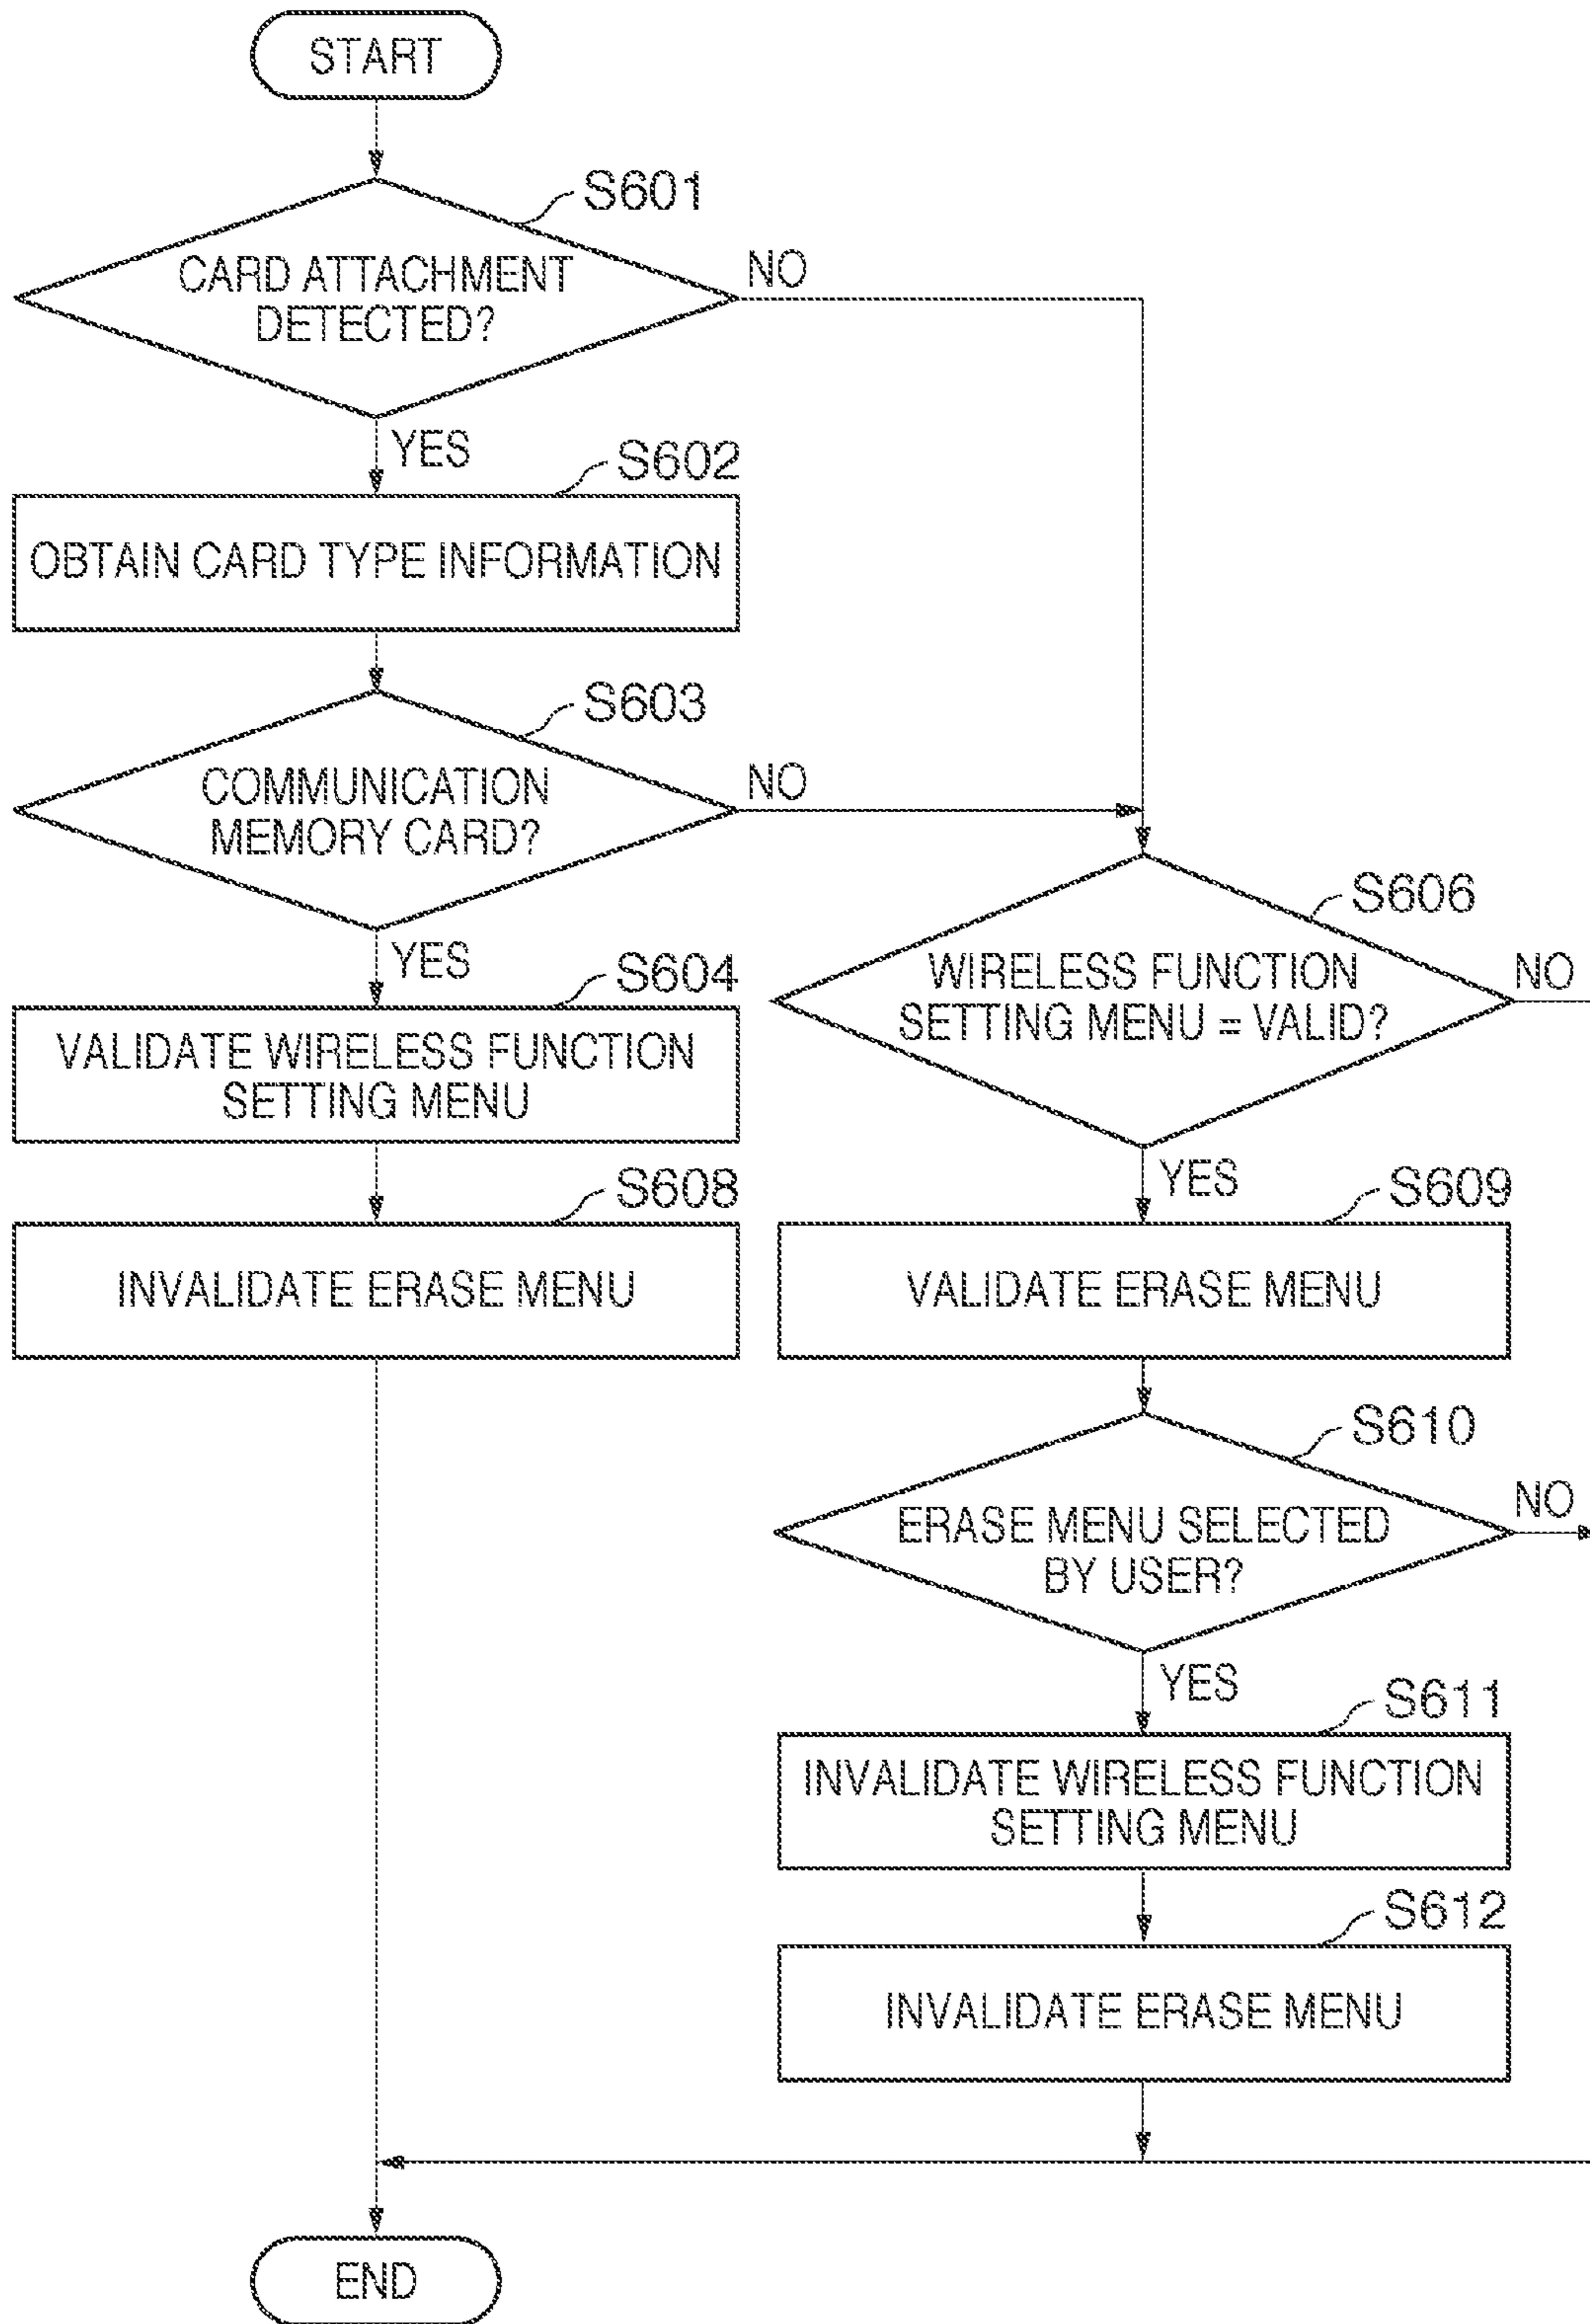 START
S601
CARD ATTACHMENT
DETECTED?
NO
YES
S602
OBTAIN CARD TYPE INFORMATION
S603
COMMUNICATION
MEMORY CARD?
NO
YES
S604
VALIDATE WIRELESS FUNCTION
SETTING MENU
S608
INVALIDATE ERASE MENU
S606
WIRELESS FUNCTION
SETTING MENU = VALID?
NO
YES
S609
VALIDATE ERASE MENU
S610
ERASE MENU SELECTED
BY USER?
NO
YES
S611
INVALIDATE WIRELESS FUNCTION
SETTING MENU
S612
INVALIDATE ERASE MENU
END